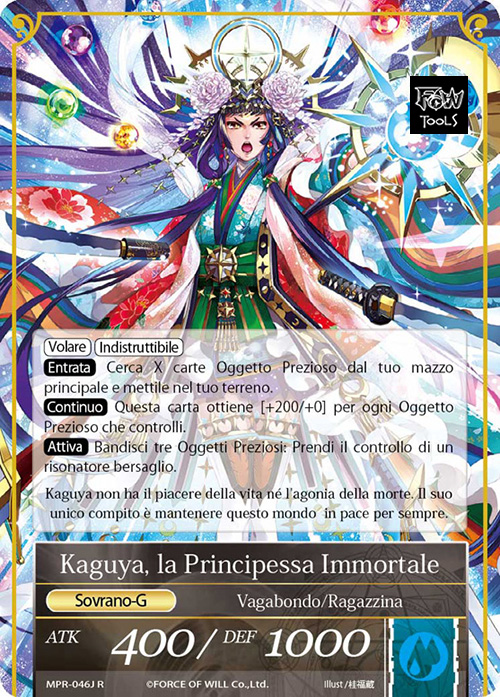 FOW
TOOLS
Volare Indistruttibile
Entrata Cerca X carte Oggetto Prezioso dal tuo mazzo
principale e mettile nel tuo terreno.
Continuo Questa carta ottiene [+200/+0] per ogni Oggetto
Prezioso che controlli.
Attiva Bandisci tre Oggetti Preziosi: Prendi il controllo di un
risonatore bersaglio.
Kaguya non ha il piacere della vita né l'agonia della morte. Il suo
unico compito è mantenere questo mondo in pace per sempre.
Kaguya, la Principessa Immortale
Sovrano-G Vagabondo/Ragazzina
ATK 400/ DEF 1000
MPR-046J R ©FORCE OF WILL Co.,Ltd. Illust/桂福蔵